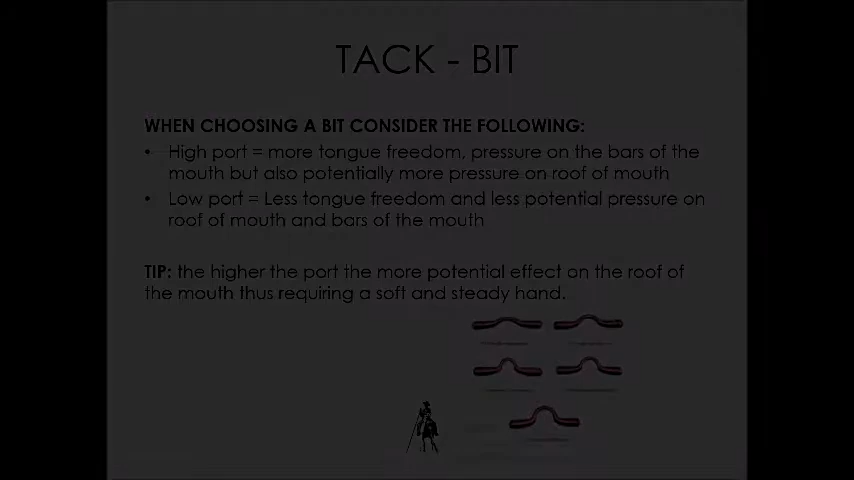 TACK - BIT
WHEN CHOOSING A BIT CONSIDER THE FOLLOWING:
• High port = more tongue freedom, pressure on the bars of the
mouth but also potentially more pressure on roof of mouth
• Low port = Less tongue freedom and less potential pressure on
roof of mouth and bars of the mouth
TIP: the higher the port the more potential effect on the roof of
the mouth thus requiring a soft and steady hand.